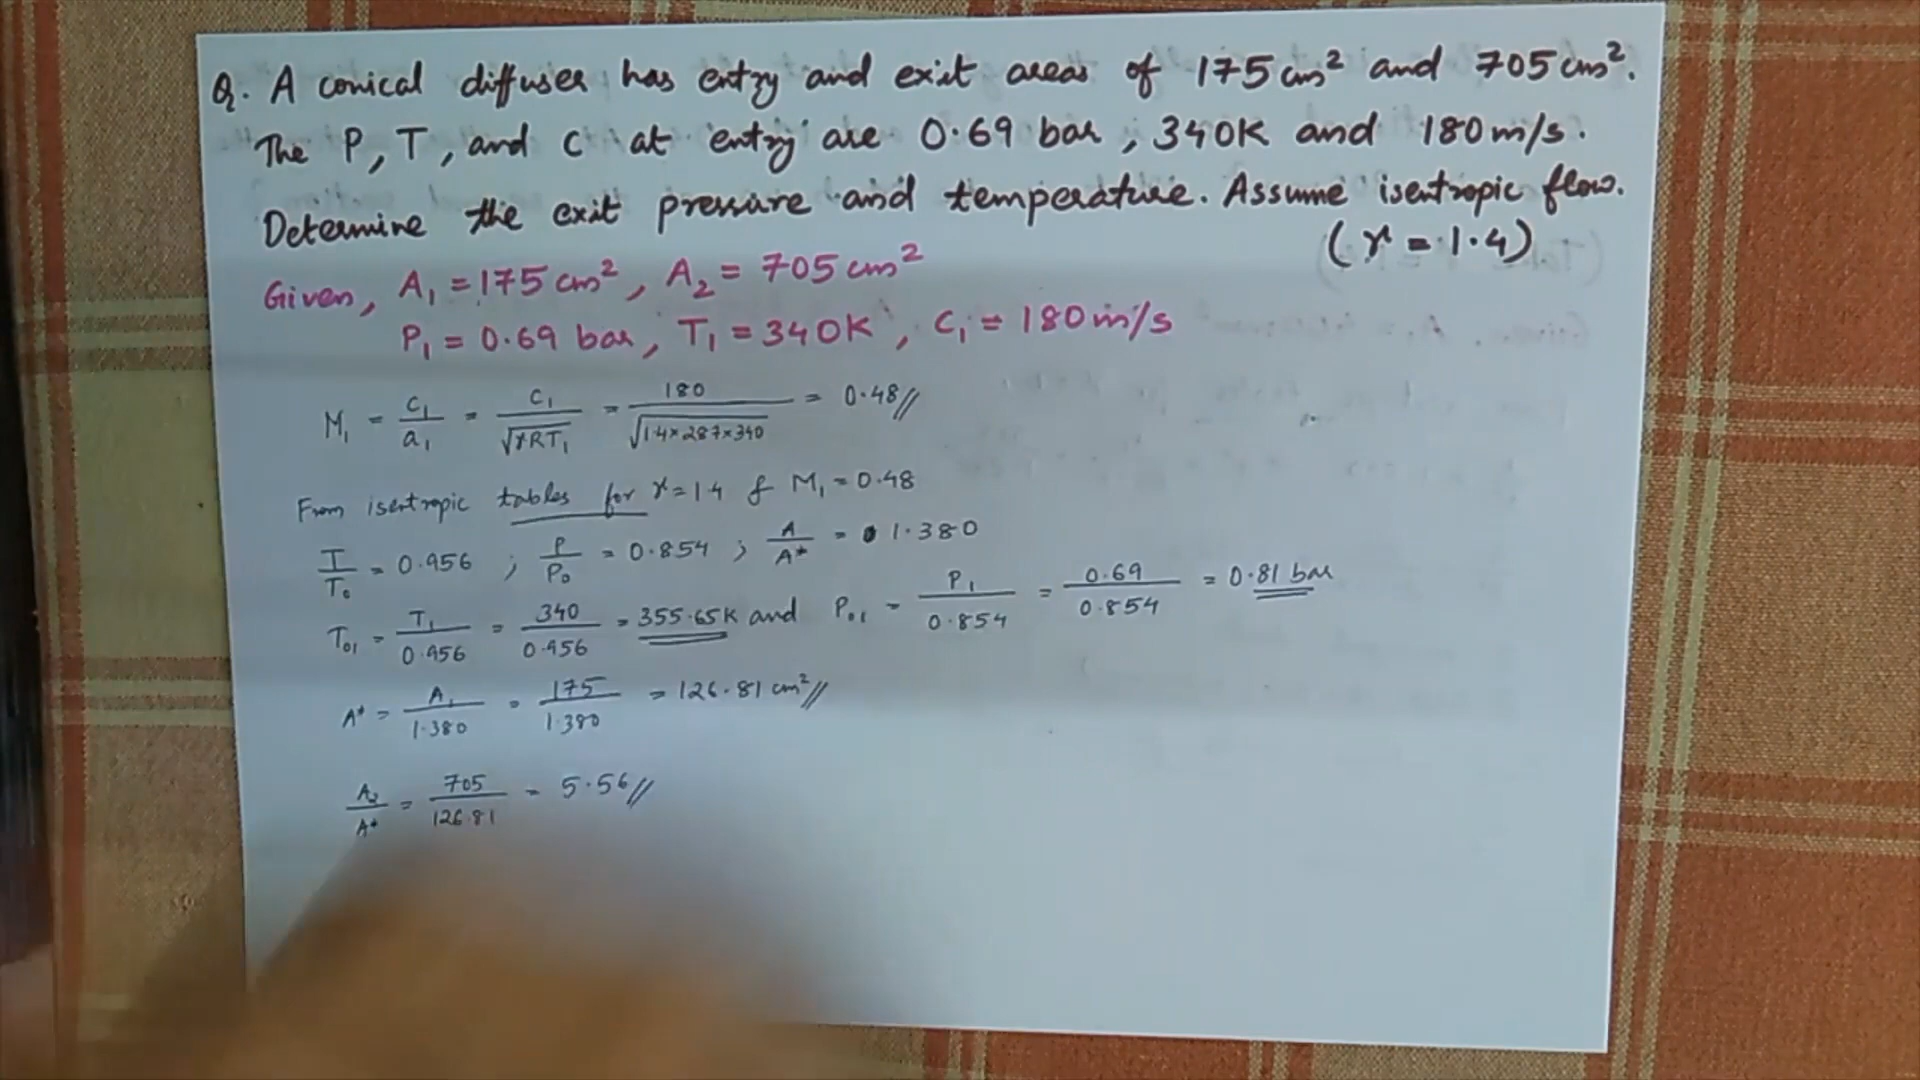 Q. A conical diffuser has entry and exit areas of 175 cm² and 705 cm².
The P, T, and C at entry are 0.69 bar, 340K and 180 m/s.
Determine the exit pressure and temperature. Assume isentropic flow.
(γ = 1.4)
Given, A₁ = 175 cm², A₂ = 705 cm²
P₁ = 0.69 bar, T₁ = 340K, C₁ = 180 m/s
M₁ = C₁/a₁ = C₁/√γRT₁ = 180/√1.4×287×340 = 0.48//
From isentropic tables for γ=1.4 & M₁ = 0.48
T/T₀ = 0.956 ; P/P₀ = 0.854 ; A/A* = 1.380
T₀₁ = T₁/0.956 = 340/0.956 = 355.65K and P₀₁ = P₁/0.854 = 0.69/0.854 = 0.81 bar
A* = A₁/1.380 = 175/1.380 = 126.81 cm²//
A₂/A* = 705/126.81 = 5.56//